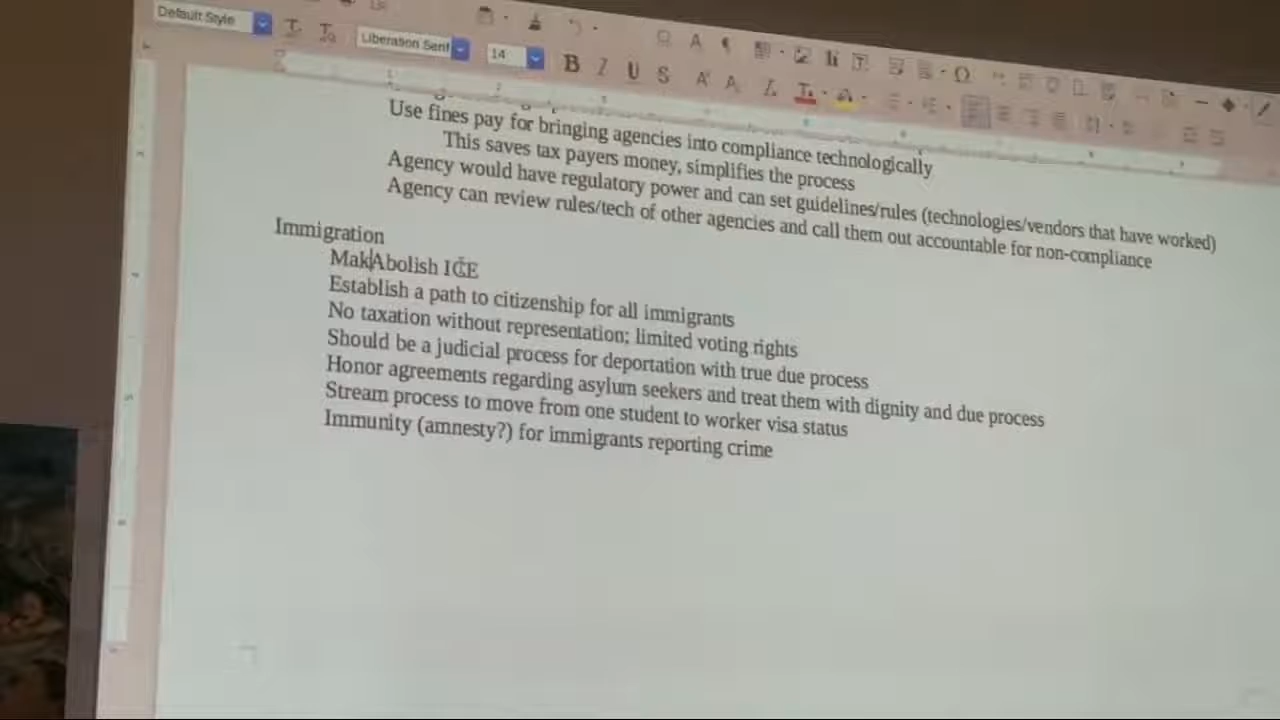 Default Style
Liberation Serif
14
Use fines pay for bringing agencies into compliance technologically
This saves tax payers money, simplifies the process
Agency would have regulatory power and can set guidelines/rules (technologies/vendors that have worked)
Agency can review rules/tech of other agencies and call them out accountable for non-compliance
Immigration
MakAbolish ICE
Establish a path to citizenship for all immigrants
No taxation without representation; limited voting rights
Should be a judicial process for deportation with true due process
Honor agreements regarding asylum seekers and treat them with dignity and due process
Stream process to move from one student to worker visa status
Immunity (amnesty?) for immigrants reporting crime